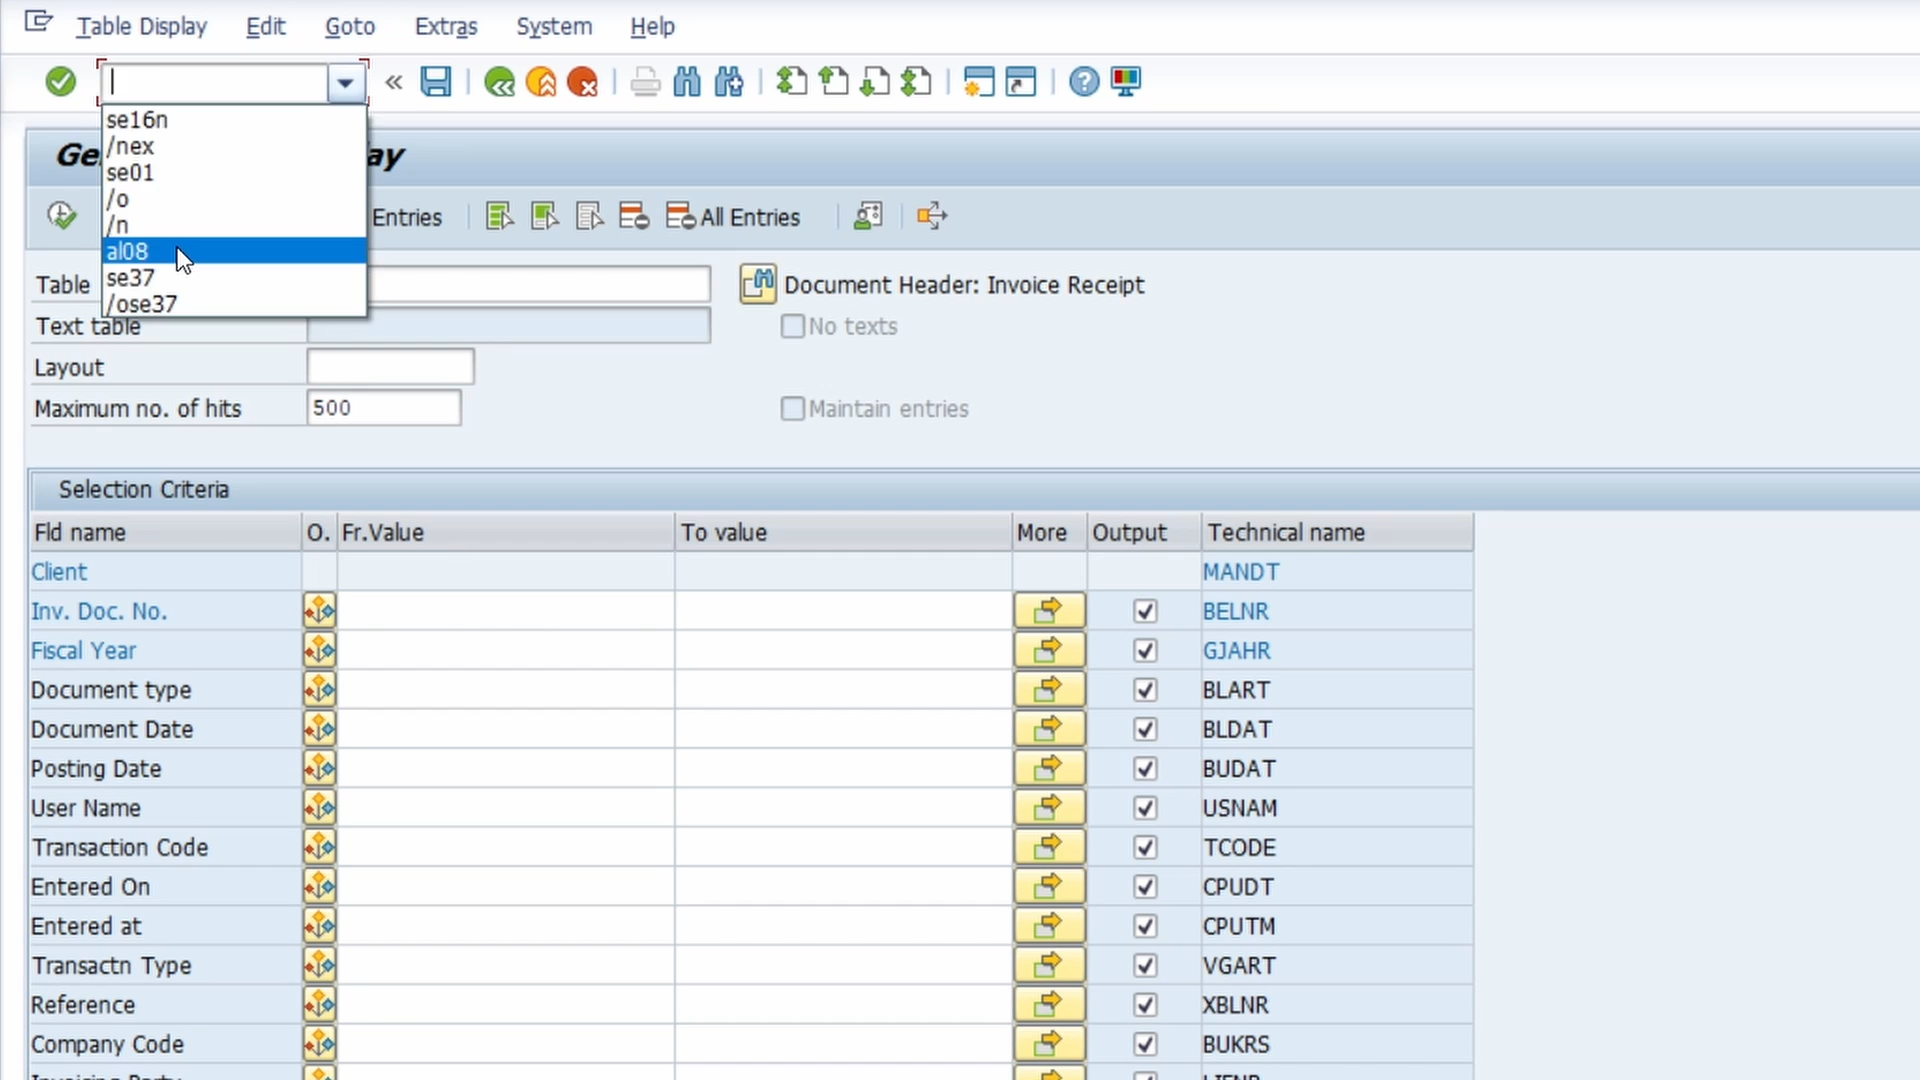 Table Display Edit Goto Extras System Help
se16n
/nex
se01
/o
/n
al08
se37
/ose37
Ge ay
Entries All Entries
Table Document Header: Invoice Receipt
Text table No texts
Layout
Maximum no. of hits 500 Maintain entries
Selection Criteria
Fld name O. Fr.Value To value More Output Technical name
Client MANDT
Inv. Doc. No. BELNR
Fiscal Year GJAHR
Document type BLART
Document Date BLDAT
Posting Date BUDAT
User Name USNAM
Transaction Code TCODE
Entered On CPUDT
Entered at CPUTM
Transactn Type VGART
Reference XBLNR
Company Code BUKRS